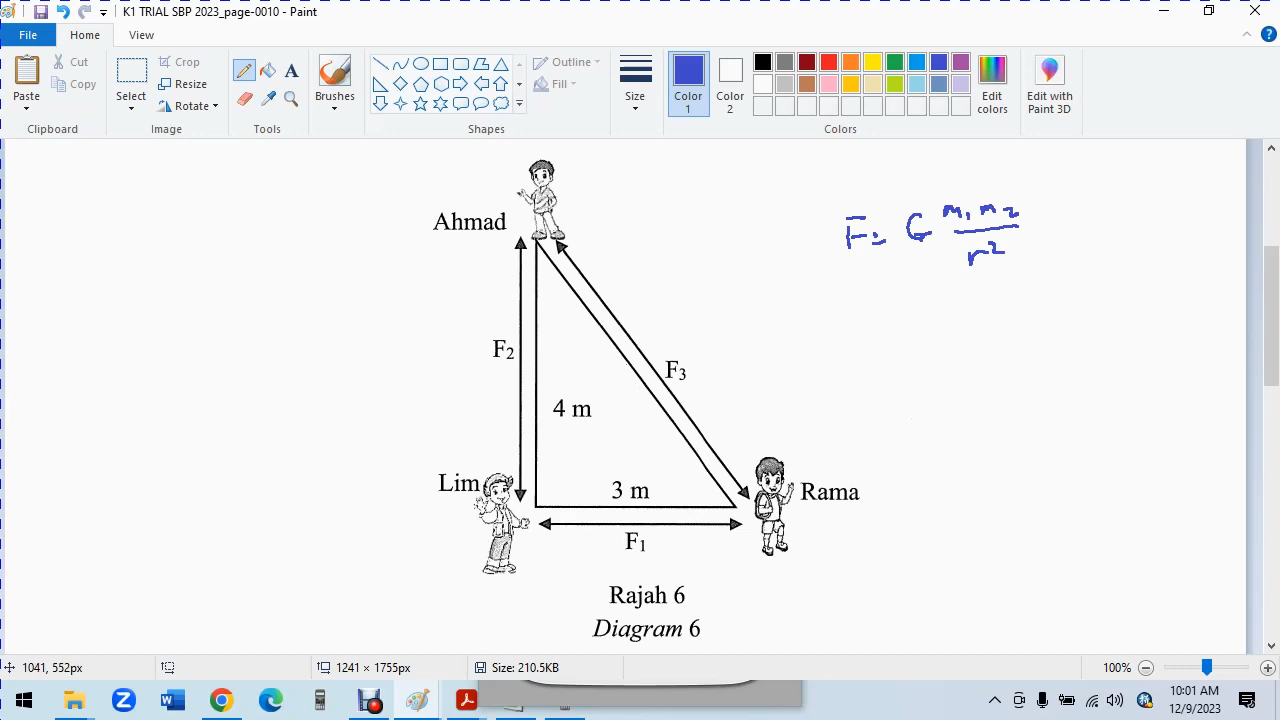 K1 TRIAL SBP 2023_page-0010 - Paint
File
Home
View
Paste
Cut
Copy
Clipboard
Select
Crop
Resize
Rotate
Image
A
Tools
Brushes
Outline
Fill
Shapes
Size
Color 1
Color 2
Edit colors
Colors
Edit with Paint 3D
Ahmad
F = G m₁ m₂
r²
F₂
F₃
4 m
Lim
3 m
Rama
F₁
Rajah 6
Diagram 6
1041, 552px
1241 × 1755px
Size: 210.5KB
100%
10:01 AM
12/9/2023